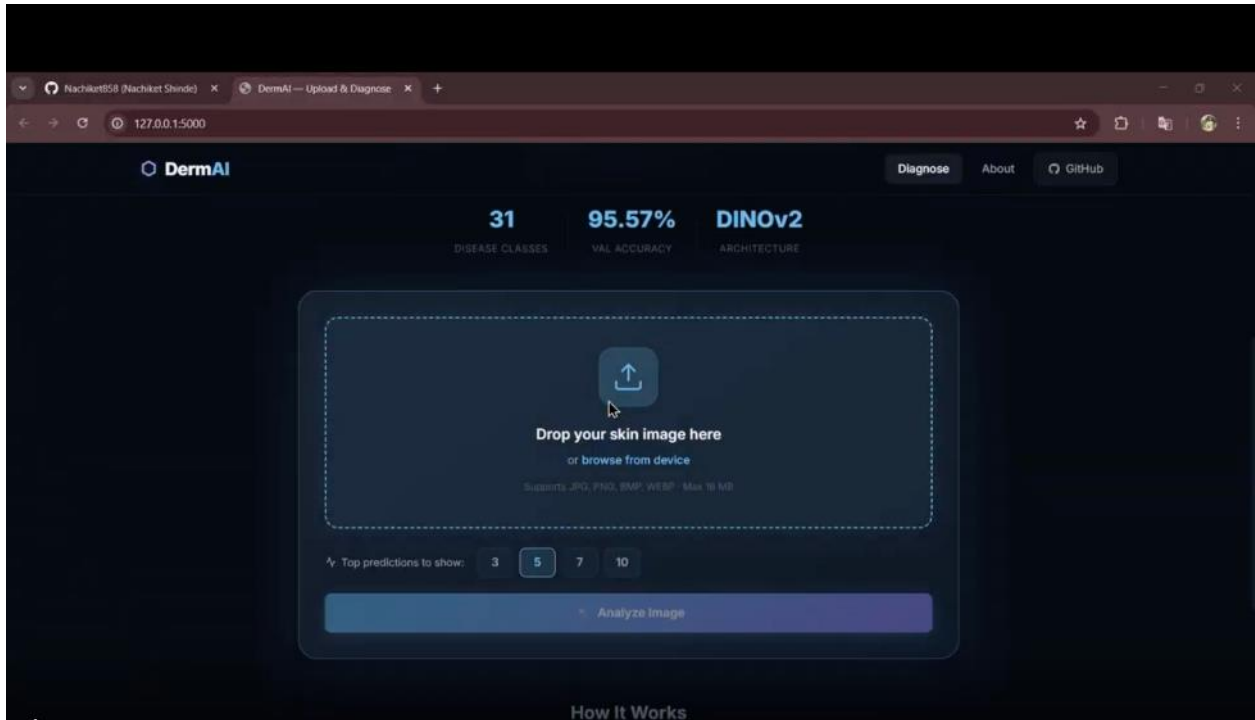 Nachiket858 (Nachiket Shinde)
DermAI — Upload & Diagnose
127.0.0.1:5000
DermAI
Diagnose
About
GitHub
31
95.57%
DINOv2
DISEASE CLASSES
VAL ACCURACY
ARCHITECTURE
Drop your skin image here
or browse from device
Supports JPG, PNG, BMP, WEBP · Max 16 MB
Top predictions to show:
3
5
7
10
Analyze Image
How It Works